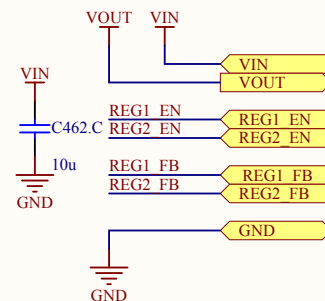 VOUT VIN
VIN
VIN
VOUT
C462.C
10u
GND
REG1_EN REG1_EN
REG2_EN REG2_EN
REG1_FB REG1_FB
REG2_FB REG2_FB
GND
GND